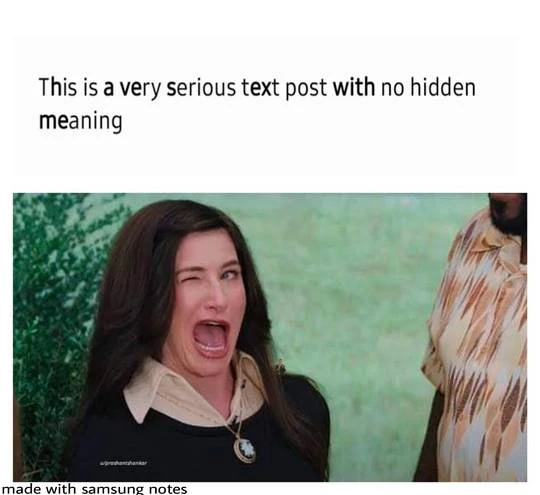 This is a very serious text post with no hidden
meaning
u/prashantshankar
made with samsung notes